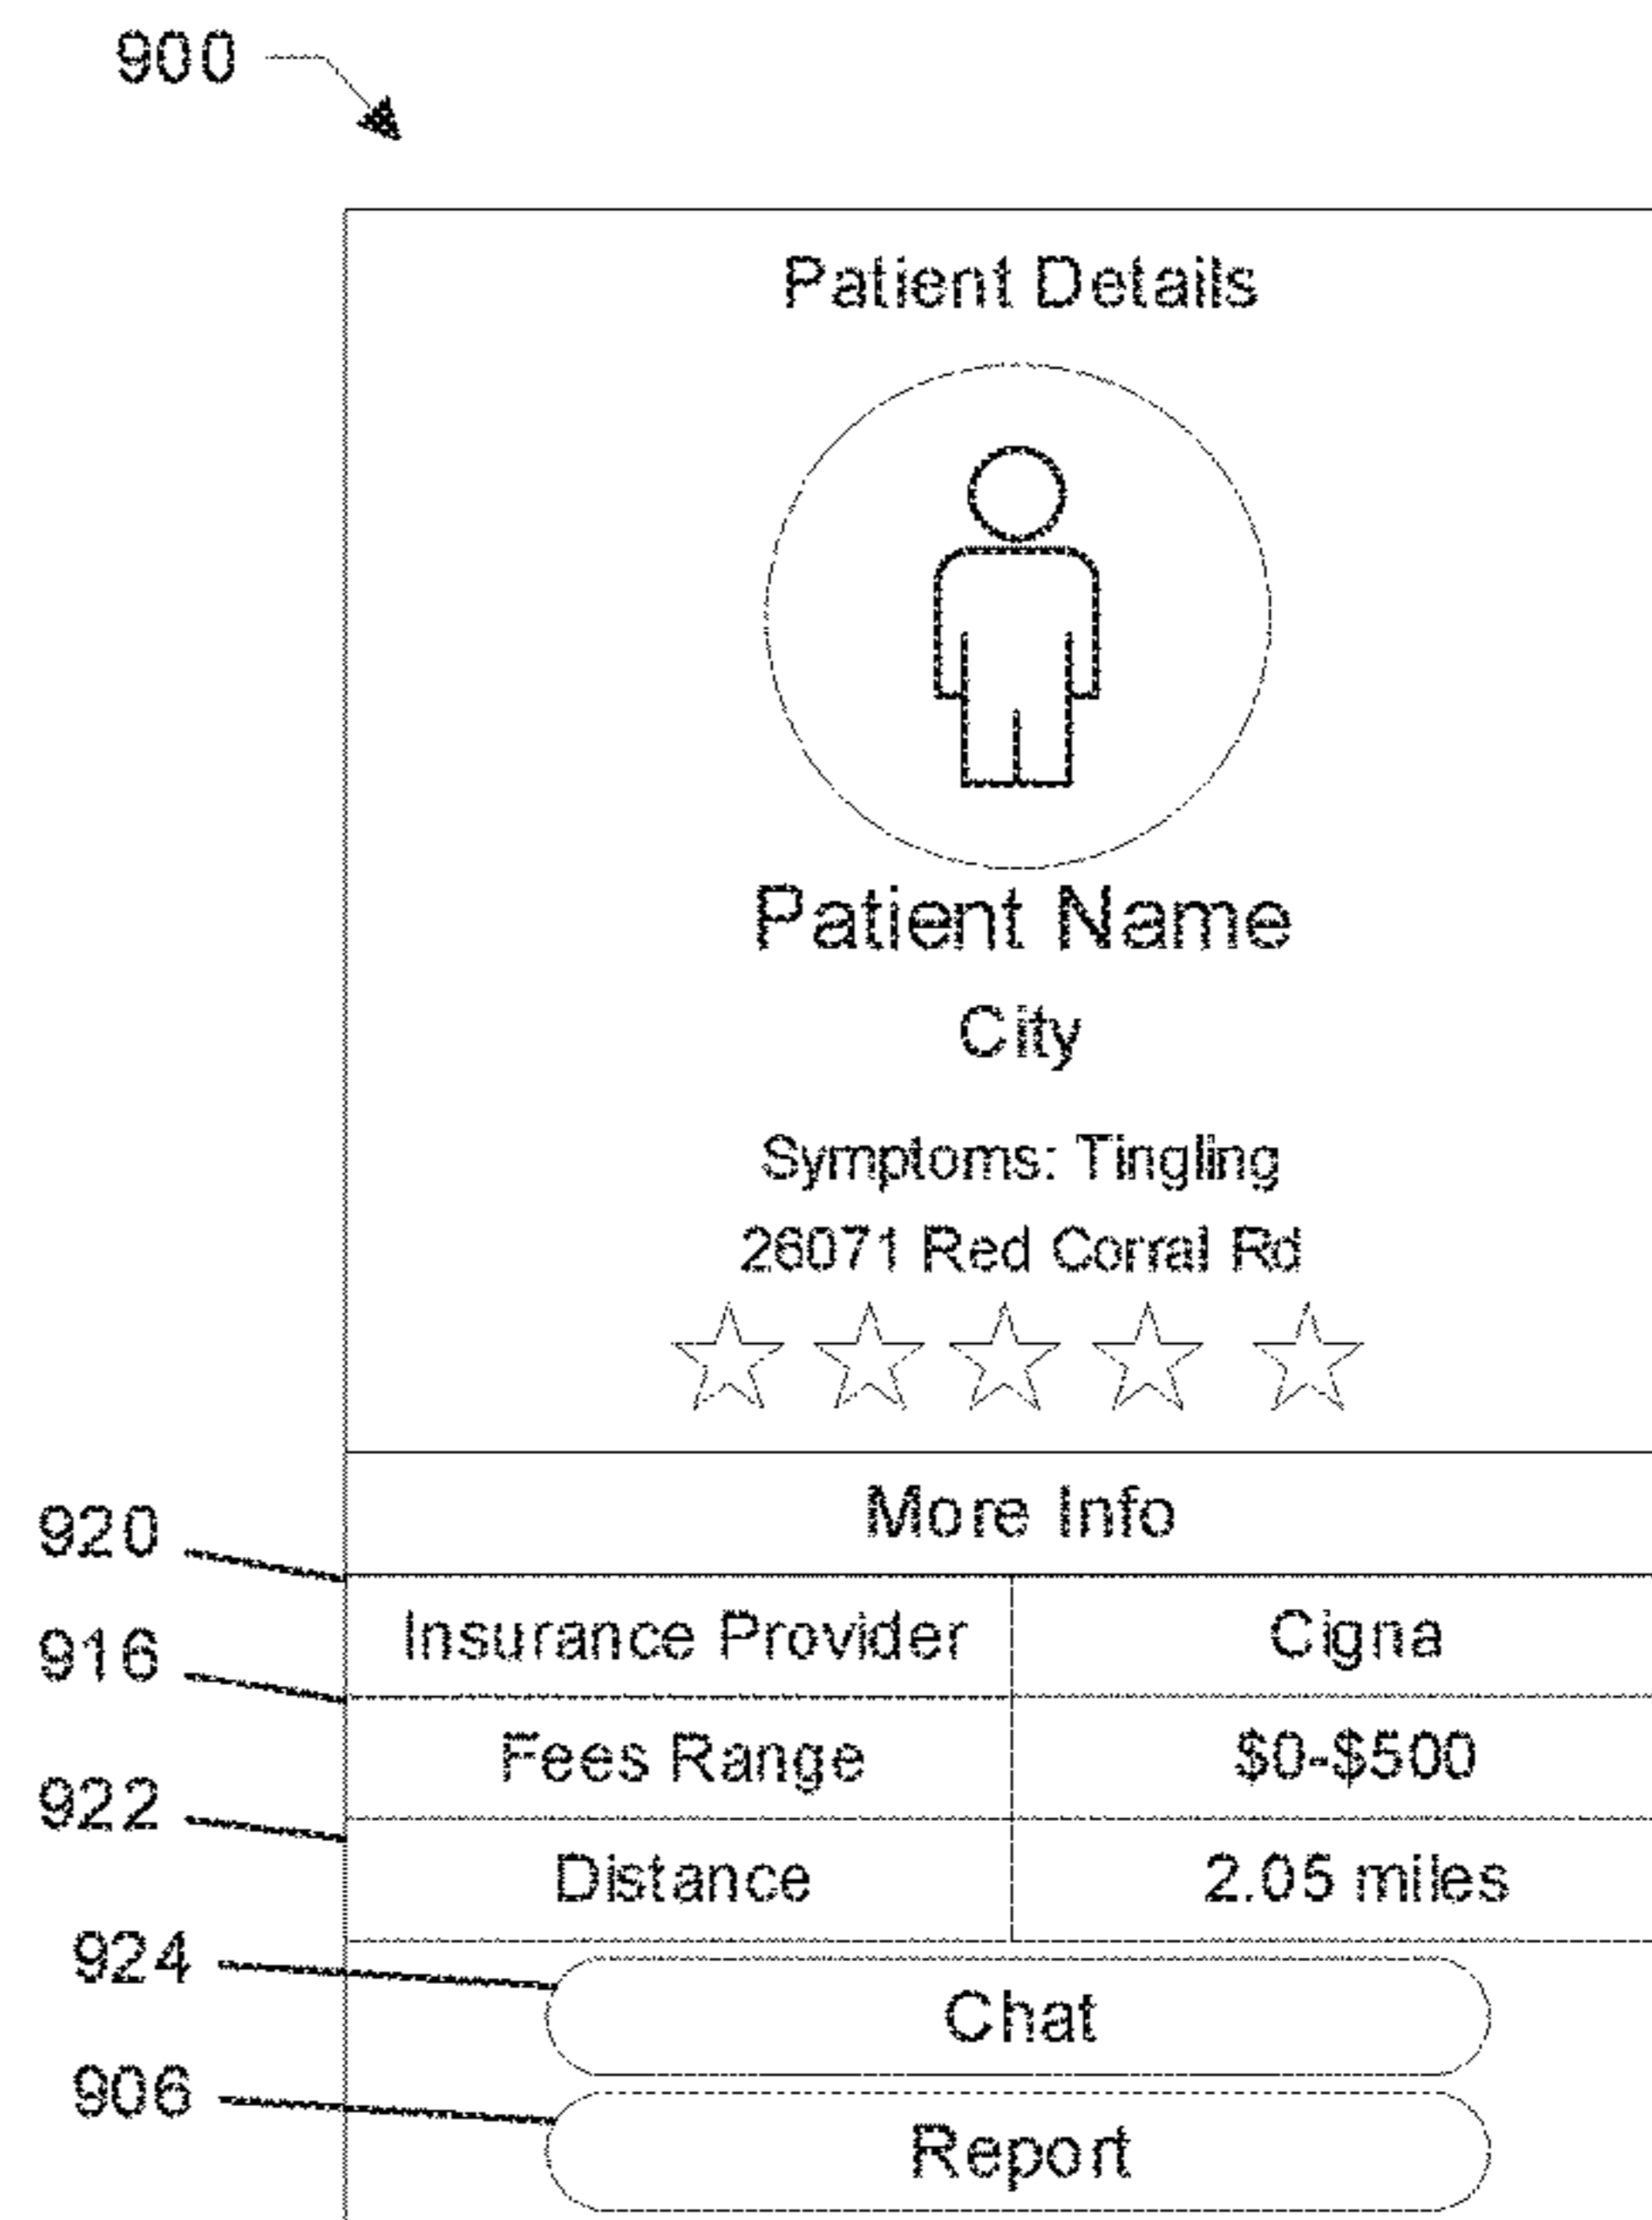 900
Patient Details
Patient Name
City
Symptoms: Tingling
26071 Red Corral Rd
More Info
920
Insurance Provider Cigna
916
Fees Range $0-$500
922
Distance 2.05 miles
924
Chat
906
Report